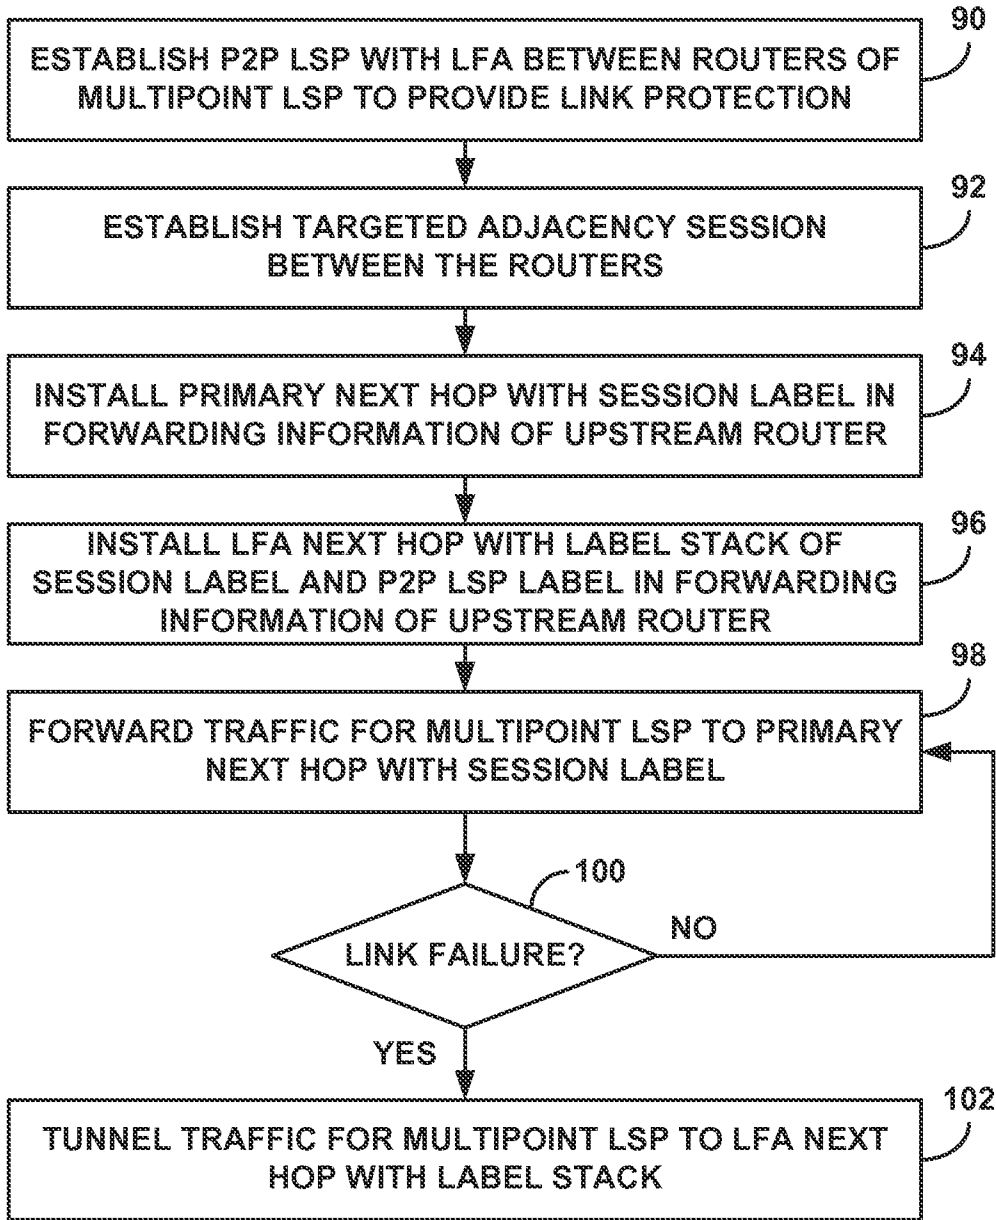 90
ESTABLISH P2P LSP WITH LFA BETWEEN ROUTERS OF
MULTIPOINT LSP TO PROVIDE LINK PROTECTION
92
ESTABLISH TARGETED ADJACENCY SESSION
BETWEEN THE ROUTERS
94
INSTALL PRIMARY NEXT HOP WITH SESSION LABEL IN
FORWARDING INFORMATION OF UPSTREAM ROUTER
96
INSTALL LFA NEXT HOP WITH LABEL STACK OF
SESSION LABEL AND P2P LSP LABEL IN FORWARDING
INFORMATION OF UPSTREAM ROUTER
98
FORWARD TRAFFIC FOR MULTIPOINT LSP TO PRIMARY
NEXT HOP WITH SESSION LABEL
100
LINK FAILURE?
NO
YES
102
TUNNEL TRAFFIC FOR MULTIPOINT LSP TO LFA NEXT
HOP WITH LABEL STACK